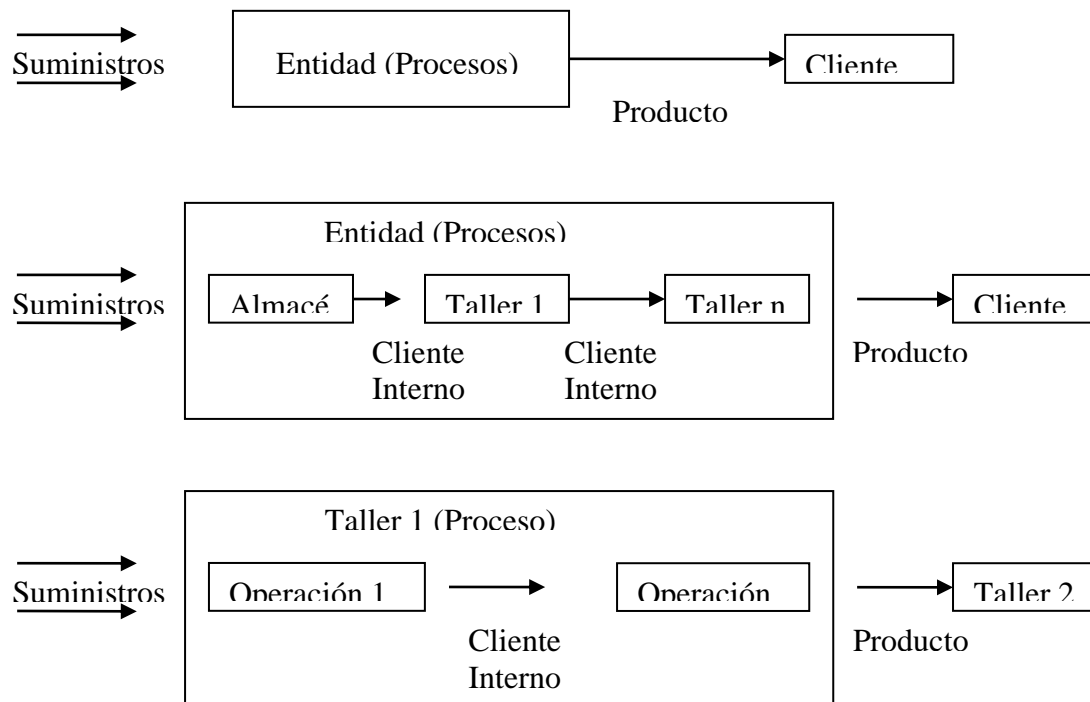 Suministros
Entidad (Procesos)
Cliente
Producto
Entidad (Procesos)
Suministros
Almacé
Taller 1
Taller n
Cliente
Cliente
Interno
Cliente
Interno
Producto
Taller 1 (Proceso)
Suministros
Operación 1
Operación
Taller 2
Cliente
Interno
Producto